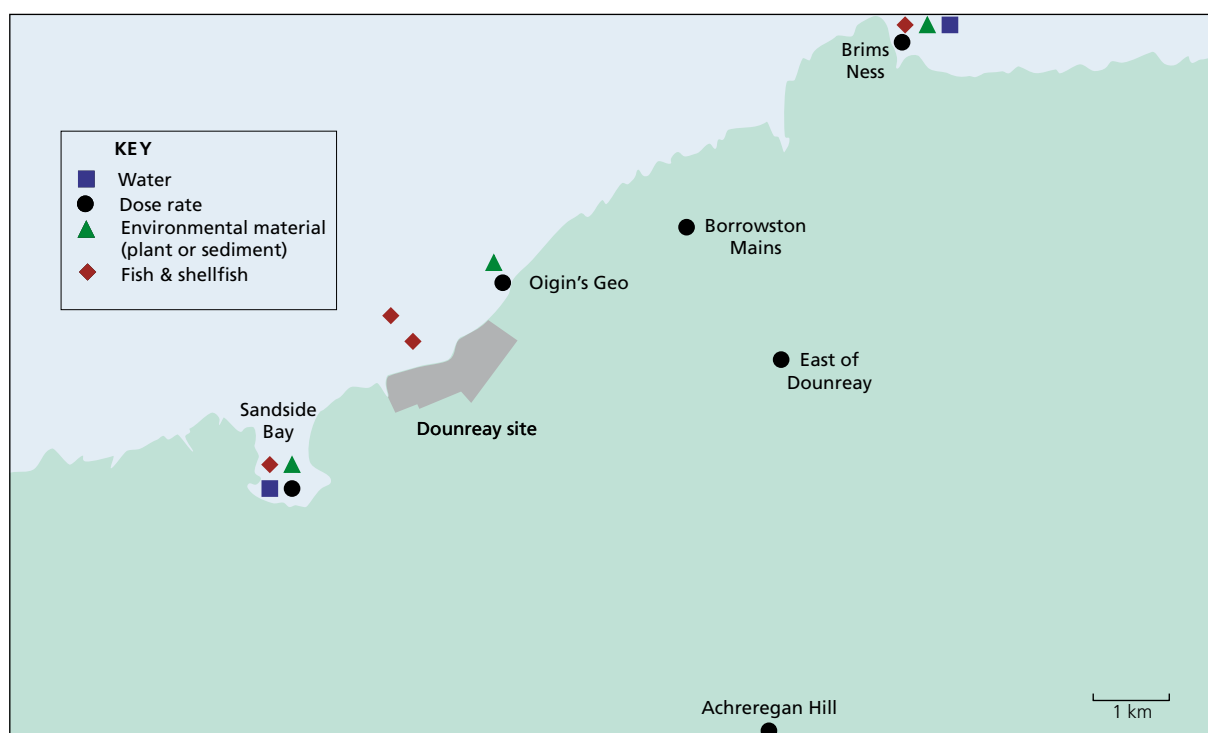 Brims
Ness
KEY
Water
Dose rate
Environmental material
(plant or sediment)
Fish & shellfish
Borrowston
Mains
Oigin's Geo
East of
Dounreay
Sandside
Bay
Dounreay site
Achreregan Hill
1 km